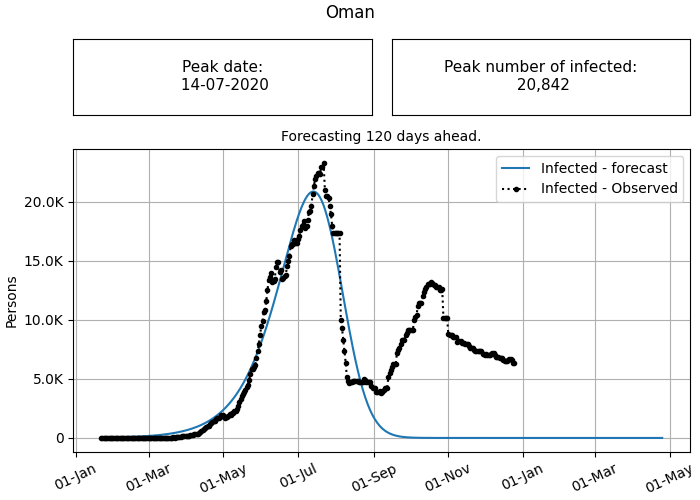 Oman
Peak date:
14-07-2020
Peak number of infected:
20,842
Forecasting 120 days ahead.
Infected - forecast
Infected - Observed
Persons
20.0K
15.0K
10.0K
5.0K
0
01-Jan
01-Mar
01-May
01-Jul
01-Sep
01-Nov
01-Jan
01-Mar
01-May